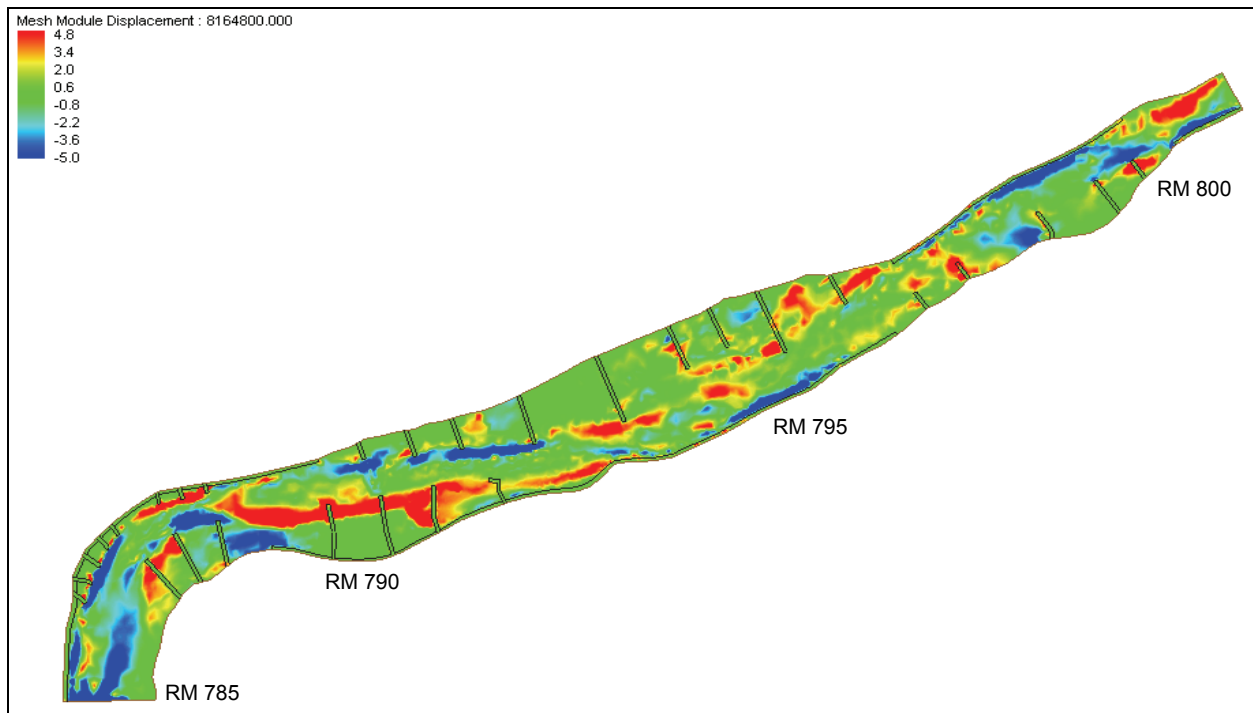 Mesh Module Displacement : 8164800.000
4.8
3.4
2.0
0.6
-0.8
-2.2
-3.6
-5.0
RM 800
RM 795
RM 790
RM 785